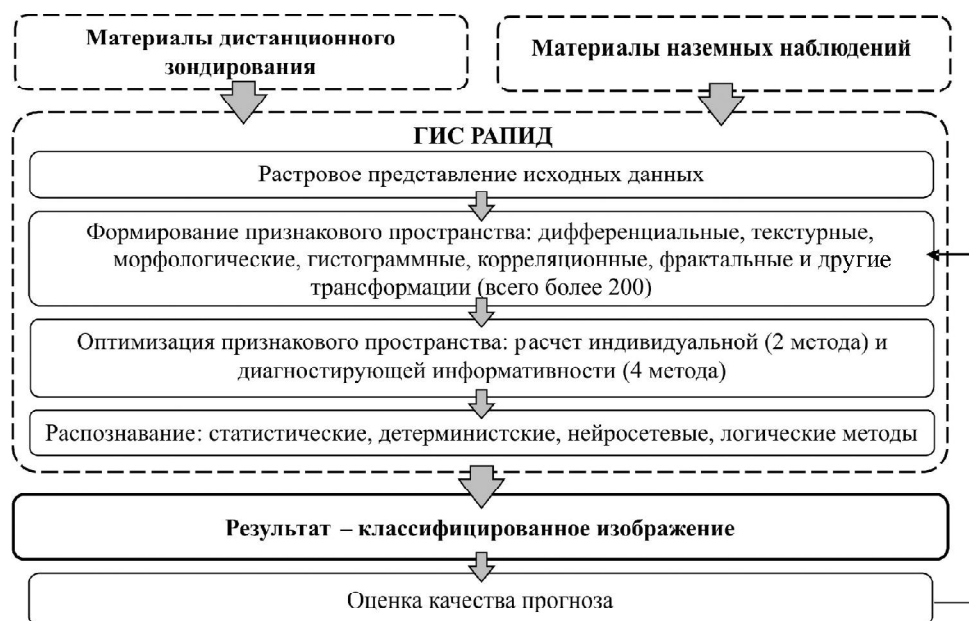 Материалы дистанционного
зондирования
Материалы наземных наблюдений
ГИС РАПИД
Растровое представление исходных данных
Формирование признакового пространства: дифференциальные, текстурные,
морфологические, гистограммные, корреляционные, фрактальные и другие
трансформации (всего более 200)
Оптимизация признакового пространства: расчет индивидуальной (2 метода) и
диагностирующей информативности (4 метода)
Распознавание: статистические, детерминистские, нейросетевые, логические методы
Результат – классифицированное изображение
Оценка качества прогноза